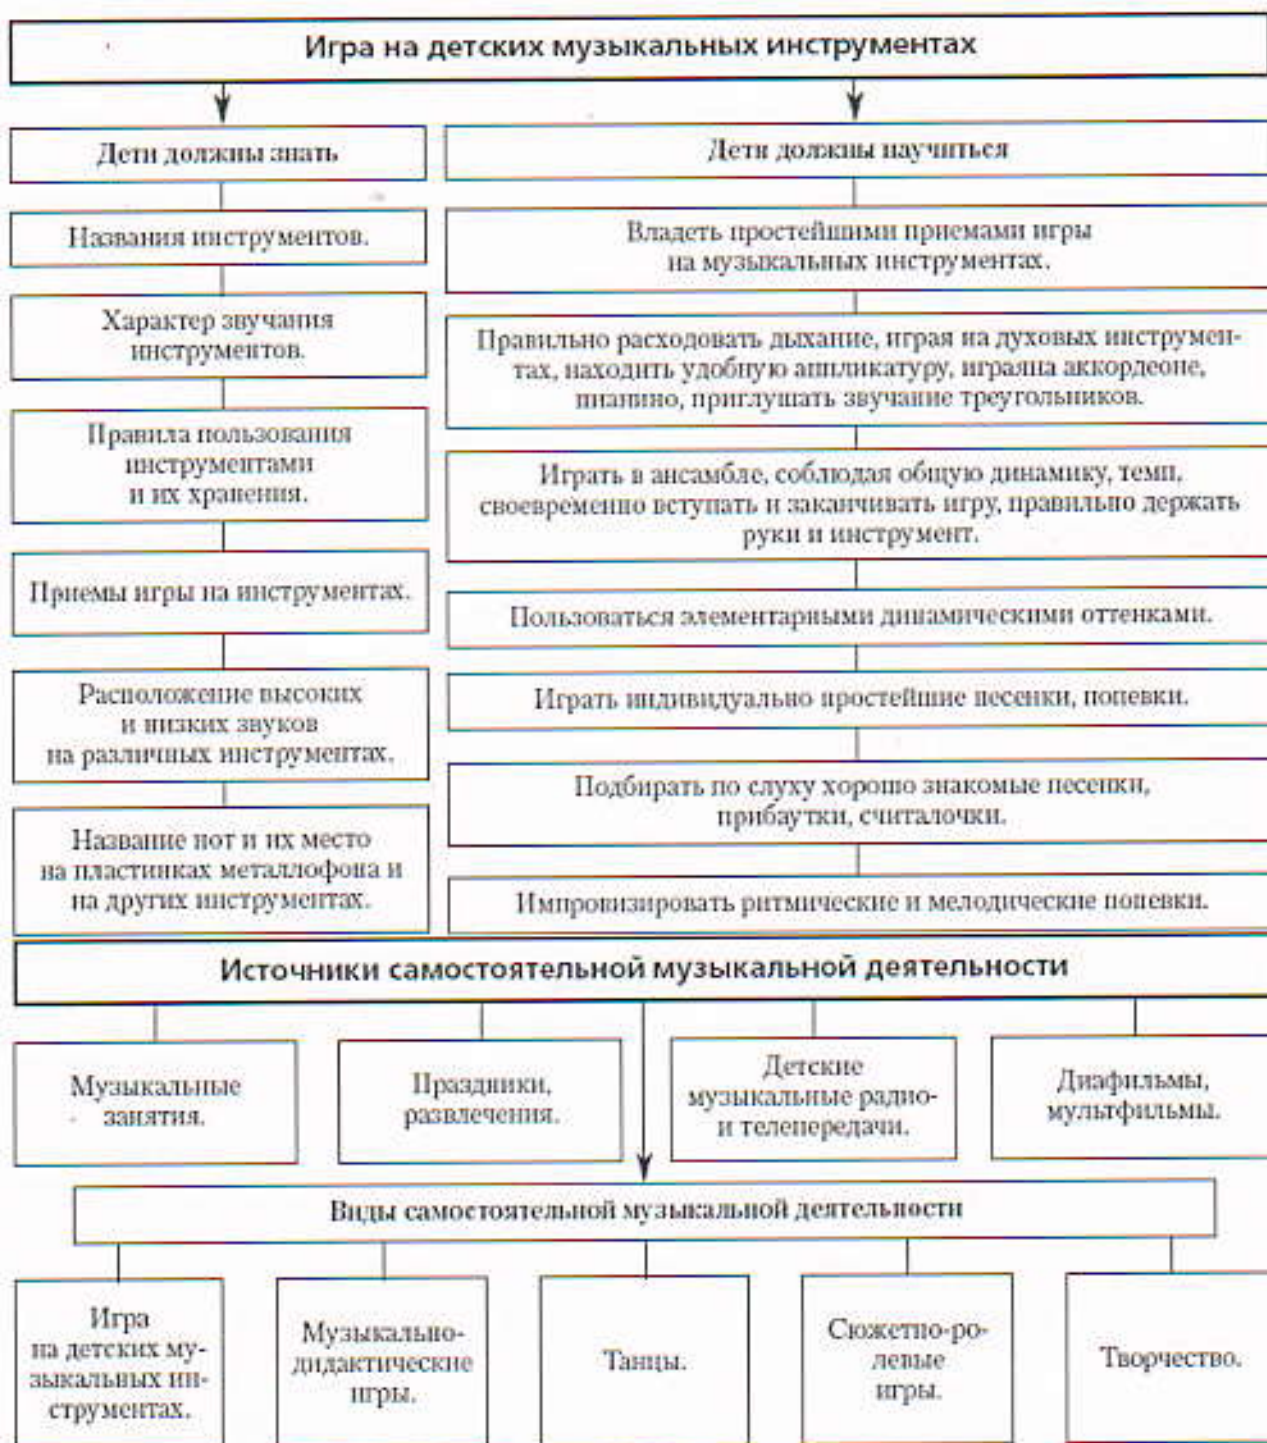 Игра на детских музыкальных инструментах
Дети должны знать
Названия инструментов.
Характер звучания
инструментов.
Правила пользования
инструментами
и их хранения.
Приемы игры на инструментах.
Расположение высоких
и низких звуков
на различных инструментах.
Название нот и их место
на пластинках металлофона и
на других инструментах.
Дети должны научиться
Владеть простейшими приемами игры
на музыкальных инструментах.
Правильно расходовать дыхание, играя на духовых инструмен-
тах, находить удобную аппликатуру, играяна аккордеоне,
пианино, приглушать звучание треугольников.
Играть в ансамбле, соблюдая общую динамику, темп,
своевременно вступать и заканчивать игру, правильно держать
руки и инструмент.
Пользоваться элементарными динамическими оттенками.
Играть индивидуально простейшие песенки, попевки.
Подбирать по слуху хорошо знакомые песенки,
прибаутки, считалочки.
Импровизировать ритмические и мелодические попевки.
Источники самостоятельной музыкальной деятельности
Музыкальные
занятия.
Праздники,
развлечения.
Детские
музыкальные радио-
и телепередачи.
Диафильмы,
мультфильмы.
Виды самостоятельной музыкальной деятельности
Игра
на детских му-
зыкальных ин-
струментах.
Музыкально-
дидактические
игры.
Танцы.
Сюжетно-ро-
левые
игры.
Творчество.